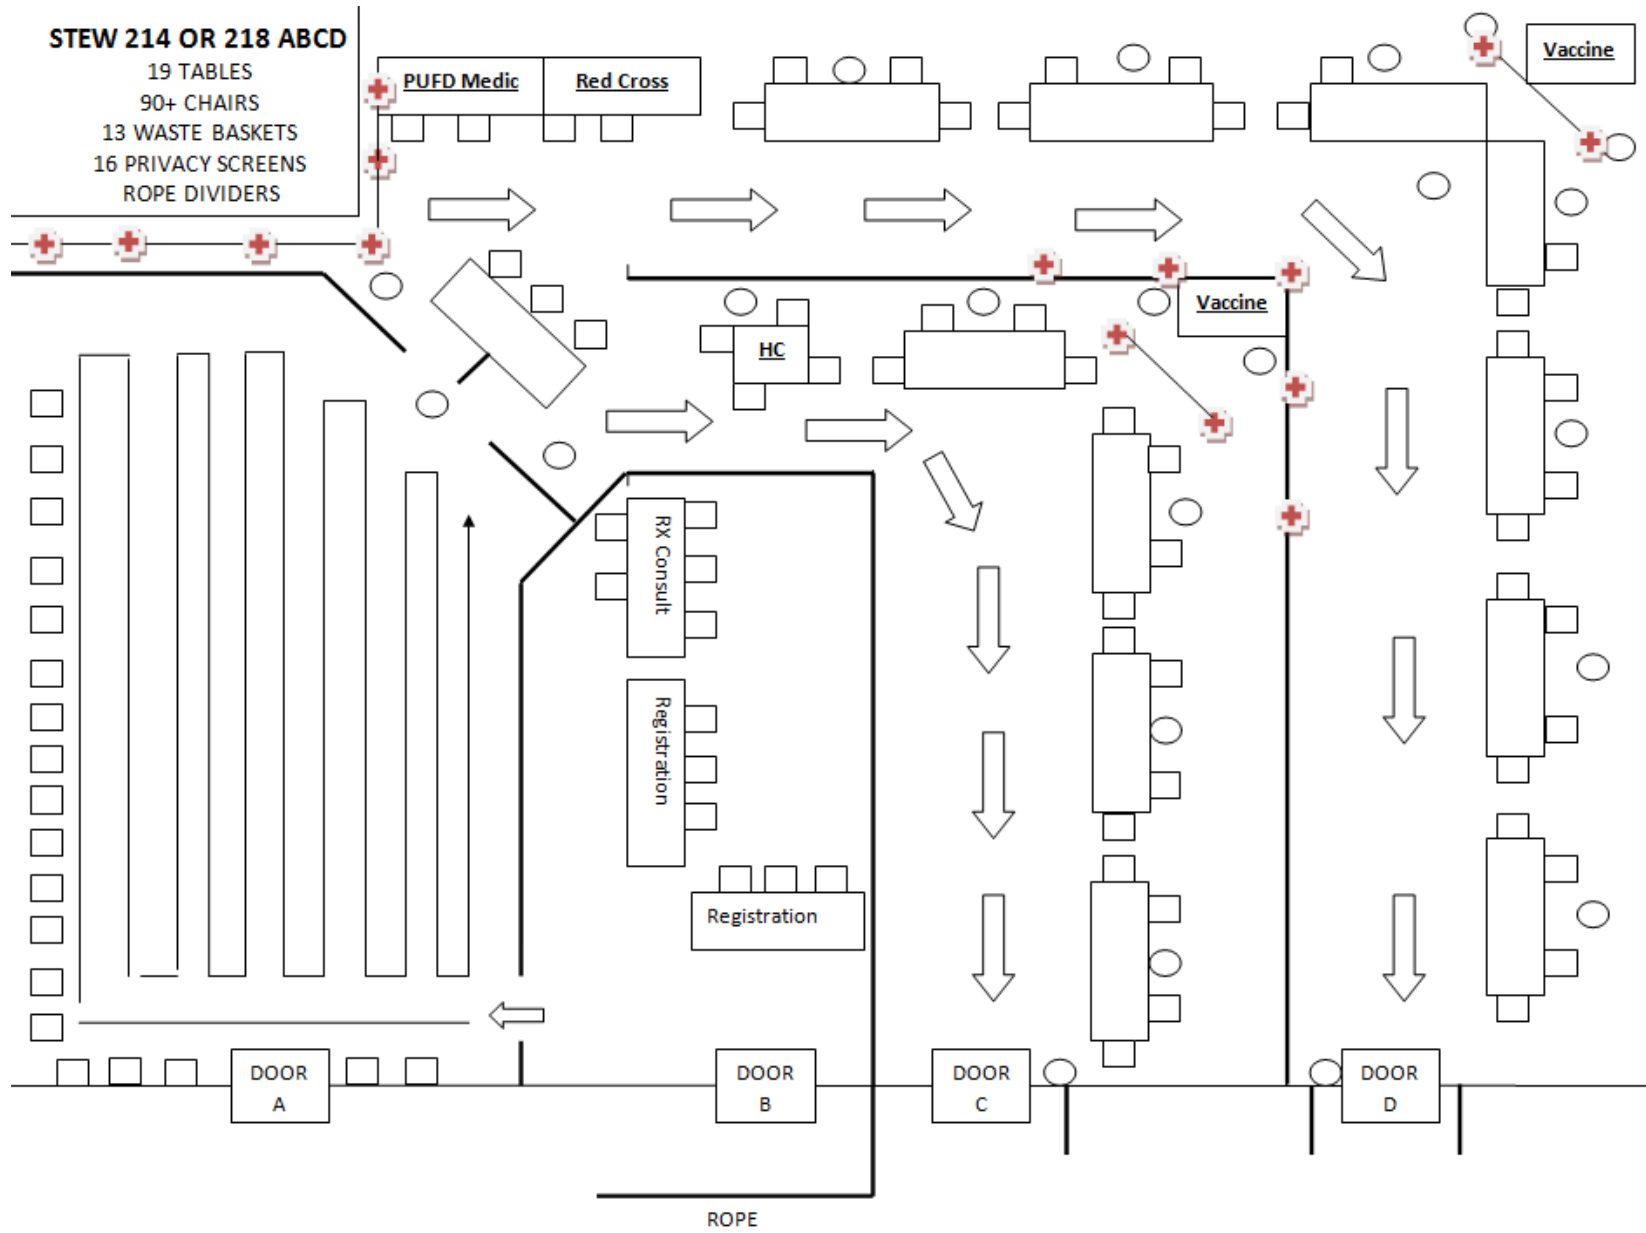 STEW 214 OR 218 ABCD
19 TABLES
90+ CHAIRS
13 WASTE BASKETS
16 PRIVACY SCREENS
ROPE DIVIDERS
PUFD Medic
Red Cross
Vaccine
Vaccine
HC
RX Consult
Registration
Registration
DOOR
A
DOOR
B
DOOR
C
DOOR
D
ROPE